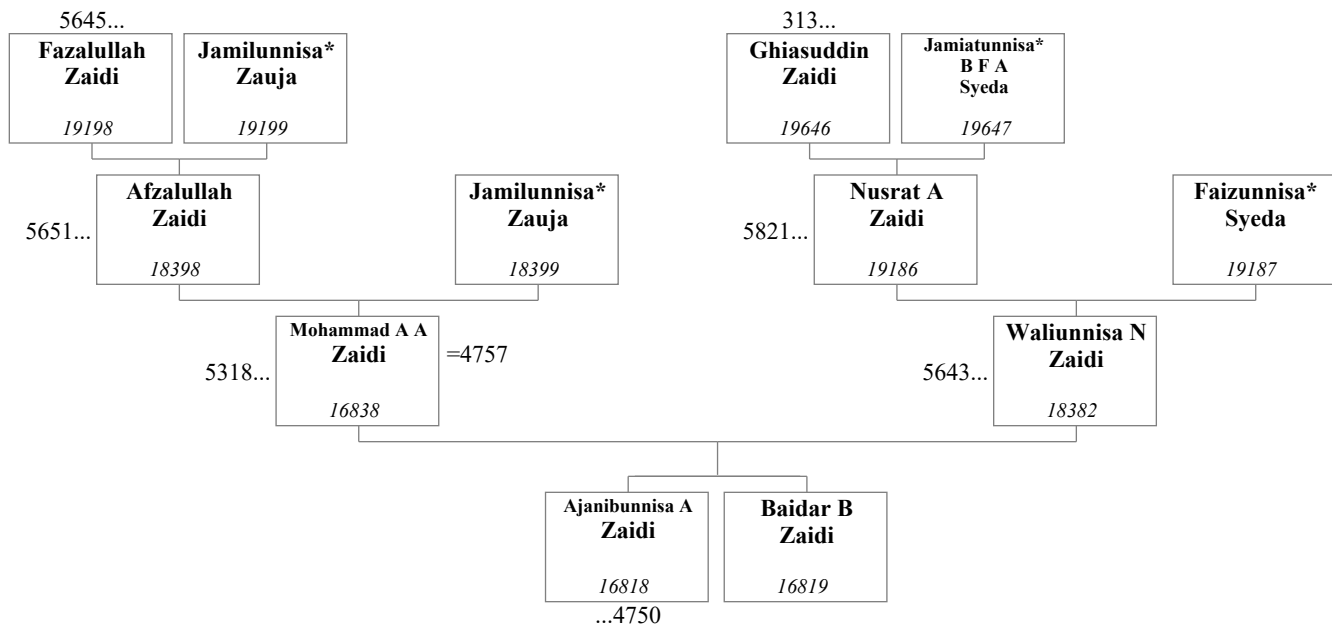 5645...
Fazalullah
Zaidi
19198
Jamilunnisa*
Zauja
19199
313...
Ghiasuddin
Zaidi
19646
Jamiatunnisa*
B F A
Syeda
19647
5651...
Afzalullah
Zaidi
18398
Jamilunnisa*
Zauja
18399
5821...
Nusrat A
Zaidi
19186
Faizunnisa*
Syeda
19187
5318...
Mohammad A A
Zaidi
16838
=4757
5643...
Waliunnisa N
Zaidi
18382
Ajanibunnisa A
Zaidi
16818
...4750
Baidar B
Zaidi
16819